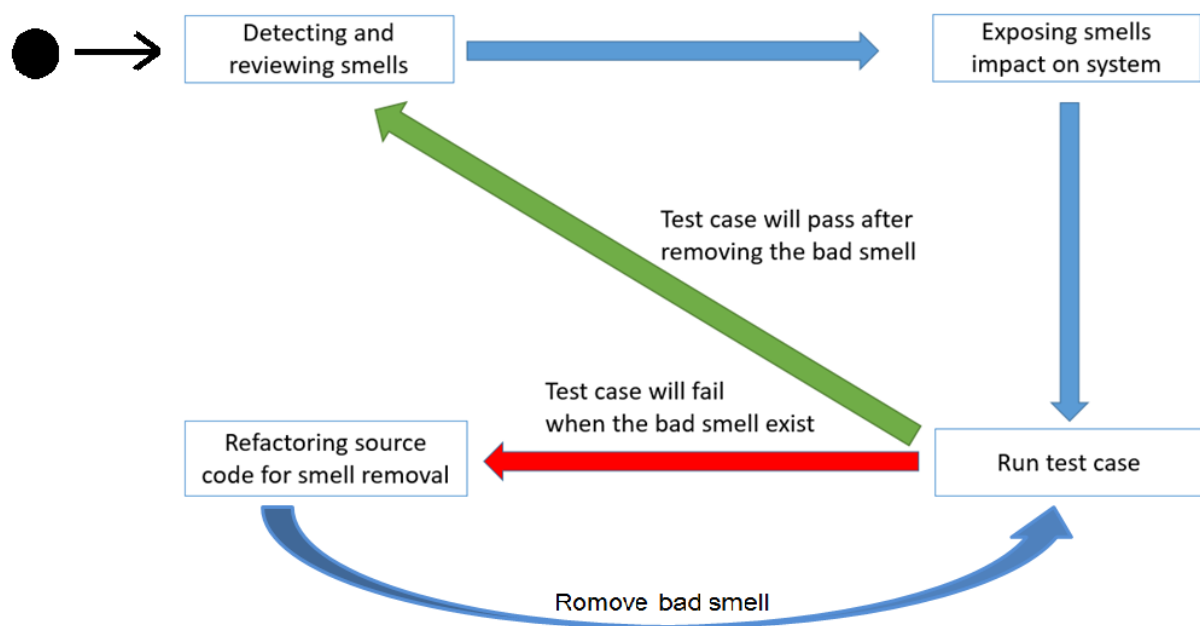 Detecting and
reviewing smells
Exposing smells
impact on system
Test case will pass after
removing the bad smell
Test case will fail
when the bad smell exist
Refactoring source
code for smell removal
Run test case
Romove bad smell